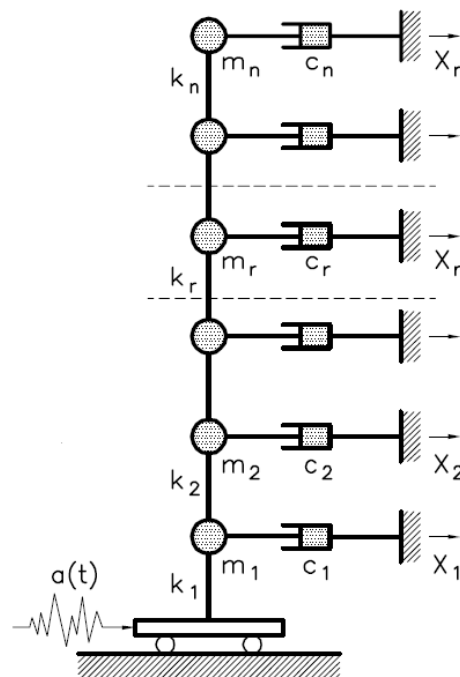 m_n c_n X_n
k_n
m_r c_r X_r
k_r
m_2 c_2 X_2
k_2
m_1 c_1 X_1
k_1
a(t)